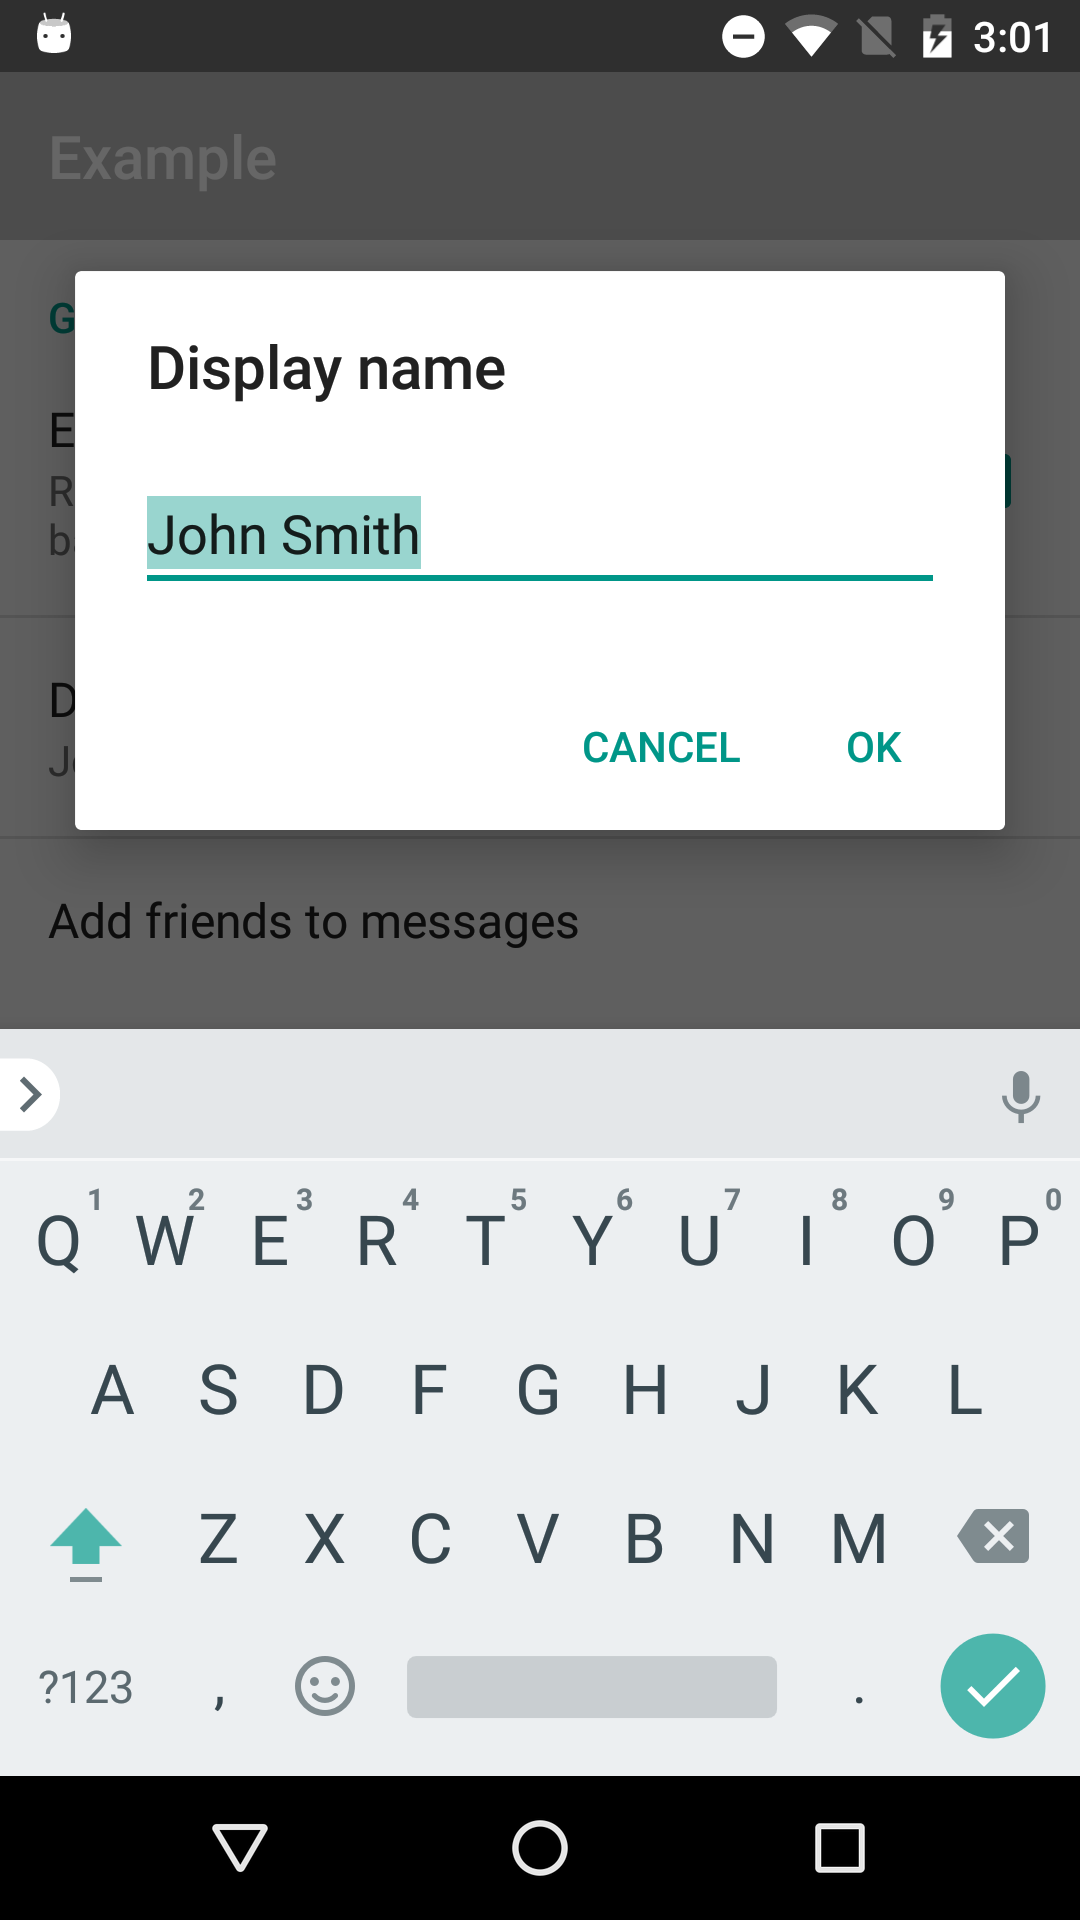 3:01
Example
G
Display name
E
R
John Smith
b
D
CANCEL OK
J
Add friends to messages
1 2 3 4 5 6 7 8 9 0
Q W E R T Y U I O P
A S D F G H J K L
Z X C V B N M
?123 , .